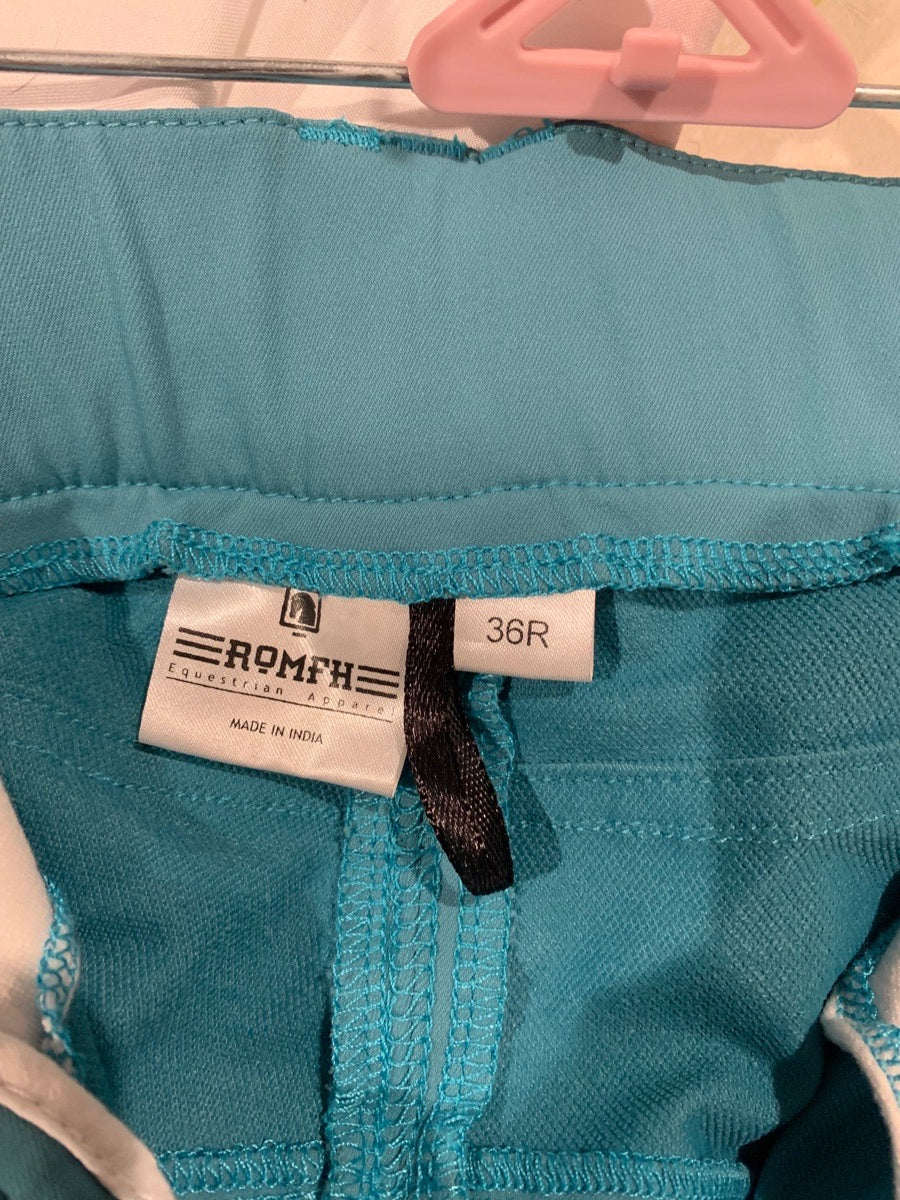 ROMFH
Equestrian Apparel
MADE IN INDIA
36R